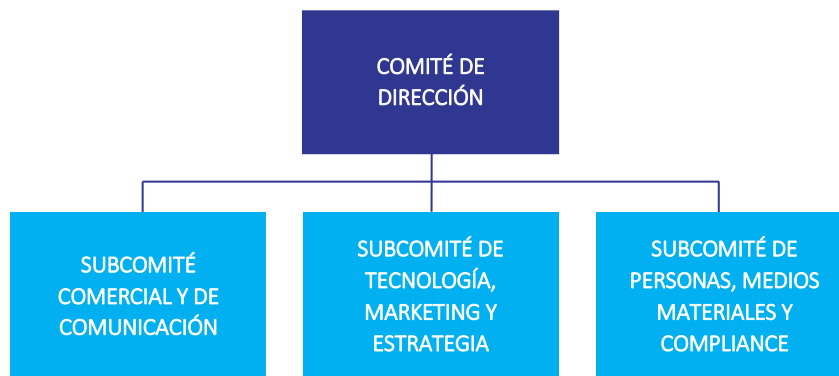 COMITÉ DE
DIRECCIÓN
SUBCOMITÉ
COMERCIAL Y DE
COMUNICACIÓN
SUBCOMITÉ DE
TECNOLOGÍA,
MARKETING Y
ESTRATEGIA
SUBCOMITÉ DE
PERSONAS, MEDIOS
MATERIALES Y
COMPLIANCE